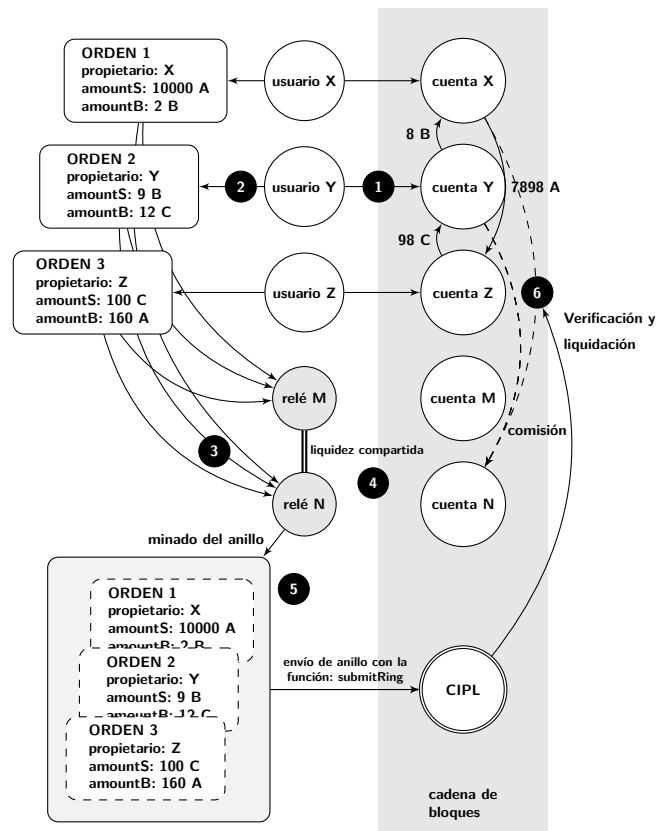 ORDEN 1
propietario: X
amountS: 10000 A
amountB: 2 B
usuario X
cuenta X
8 B
ORDEN 2
propietario: Y
amountS: 9 B
amountB: 12 C
2
usuario Y
1
cuenta Y
7898 A
98 C
ORDEN 3
propietario: Z
amountS: 100 C
amountB: 160 A
usuario Z
cuenta Z
6
Verificación y
liquidación
relé M
cuenta M
comisión
3
liquidez compartida
4
relé N
cuenta N
minado del anillo
5
ORDEN 1
propietario: X
amountS: 10000 A
amountB: 2 B
ORDEN 2
propietario: Y
amountS: 9 B
amountB: 12 C
ORDEN 3
propietario: Z
amountS: 100 C
amountB: 160 A
envío de anillo con la
función: submitRing
CIPL
cadena de
bloques